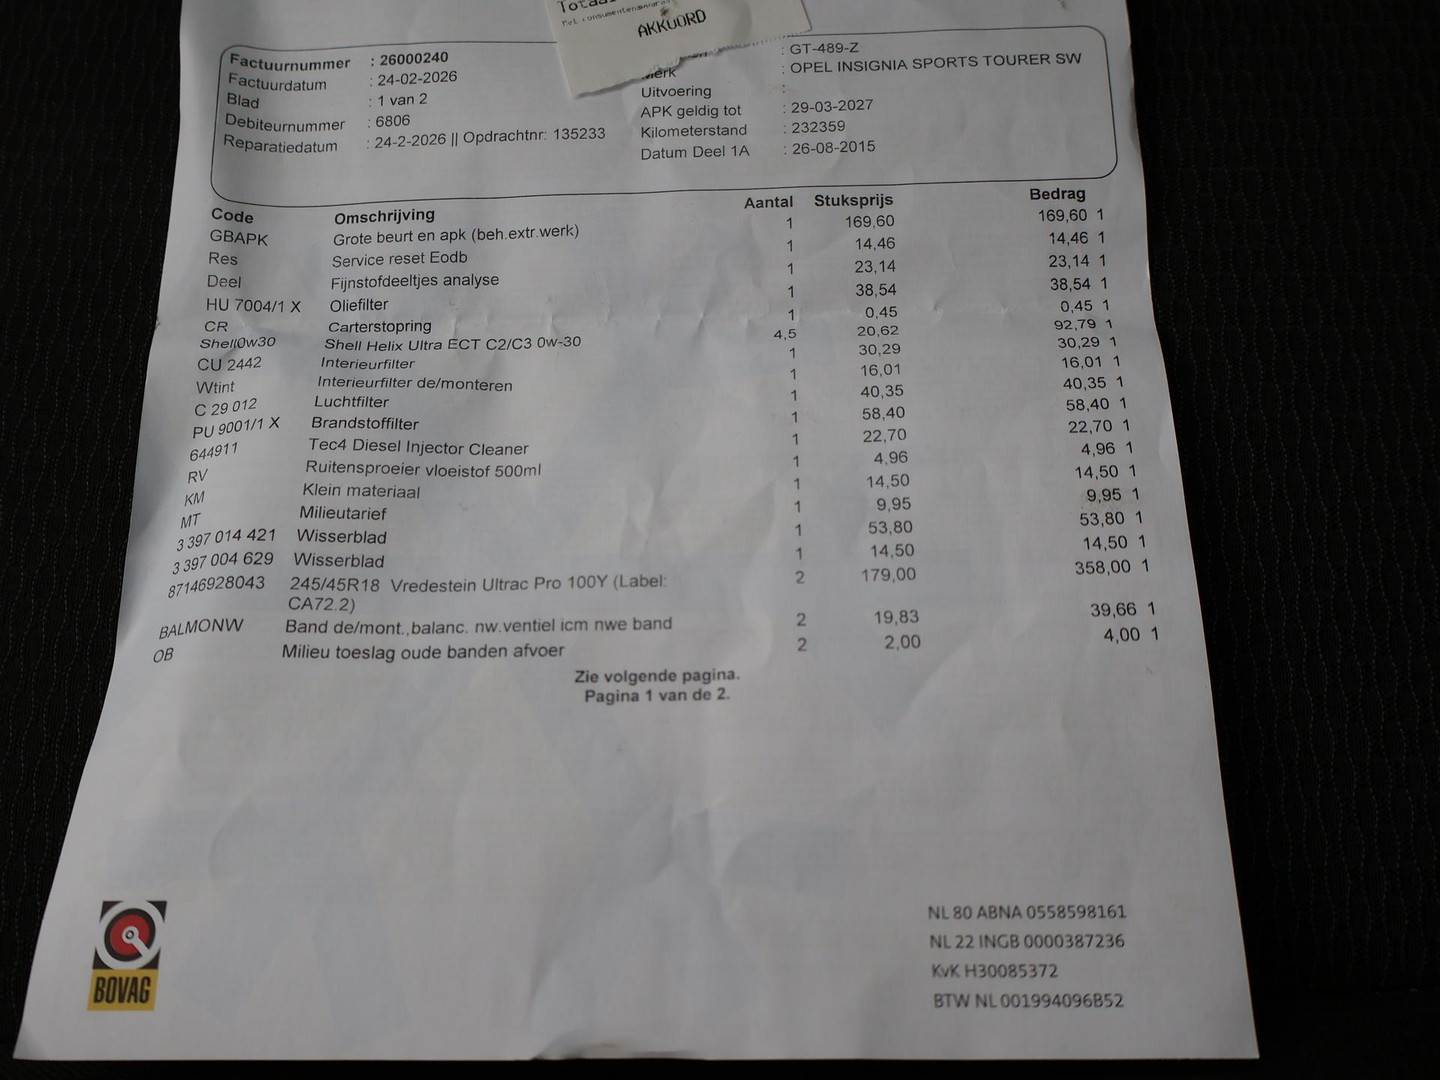 Totaal
AKKOORD
Factuurnummer : 26000240
Factuurdatum : 24-02-2026
Blad : 1 van 2
Debiteurnummer : 6806
Reparatiedatum : 24-2-2026 || Opdrachtnr: 135233
: GT-489-Z
Merk : OPEL INSIGNIA SPORTS TOURER SW
Uitvoering :
APK geldig tot : 29-03-2027
Kilometerstand : 232359
Datum Deel 1A : 26-08-2015
Code Omschrijving Aantal Stuksprijs Bedrag
GBAPK Grote beurt en apk (beh.extr.werk) 1 169,60 169,60 1
Res Service reset Eodb 1 14,46 14,46 1
Deel Fijnstofdeeltjes analyse 1 23,14 23,14 1
HU 7004/1 X Oliefilter 1 38,54 38,54 1
CR Carterstopring 1 0,45 0,45 1
Shell0w30 Shell Helix Ultra ECT C2/C3 0w-30 4,5 20,62 92,79 1
CU 2442 Interieurfilter 1 30,29 30,29 1
Wtint Interieurfilter de/monteren 1 16,01 16,01 1
C 29 012 Luchtfilter 1 40,35 40,35 1
PU 9001/1 X Brandstoffilter 1 58,40 58,40 1
644911 Tec4 Diesel Injector Cleaner 1 22,70 22,70 1
RV Ruitensproeier vloeistof 500ml 1 4,96 4,96 1
KM Klein materiaal 1 14,50 14,50 1
MT Milieutarief 1 9,95 9,95 1
3 397 014 421 Wisserblad 1 53,80 53,80 1
3 397 004 629 Wisserblad 1 14,50 14,50 1
87146928043 245/45R18 Vredestein Ultrac Pro 100Y (Label: 2 179,00 358,00 1
CA72.2)
BALMONW Band de/mont.,balanc. nw.ventiel icm nwe band 2 19,83 39,66 1
OB Milieu toeslag oude banden afvoer 2 2,00 4,00 1
Zie volgende pagina.
Pagina 1 van de 2.
BOVAG
NL 80 ABNA 0558598161
NL 22 INGB 0000387236
KvK H30085372
BTW NL 001994096B52